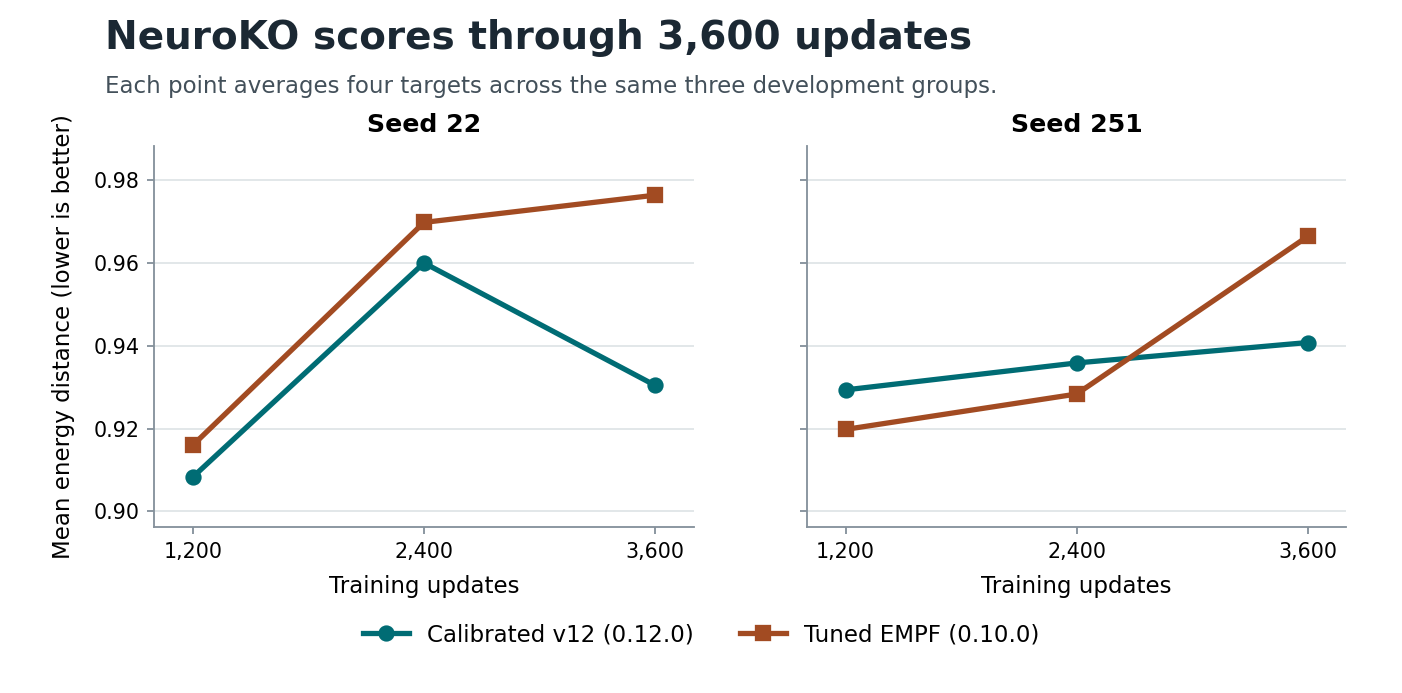 NeuroKO scores through 3,600 updates
Each point averages four targets across the same three development groups.
Seed 22
Seed 251
Mean energy distance (lower is better)
0.98
0.96
0.94
0.92
0.90
1,200 2,400 3,600
1,200 2,400 3,600
Training updates
Training updates
Calibrated v12 (0.12.0)
Tuned EMPF (0.10.0)